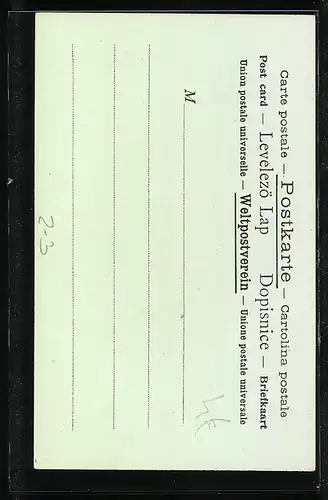 Carte postale — Postkarte — Cartolina postale
Post card — Levelező Lap Dopisnice — Briefkaart
Union postale universelle — Weltpostverein — Unione postale universale
M
2-3